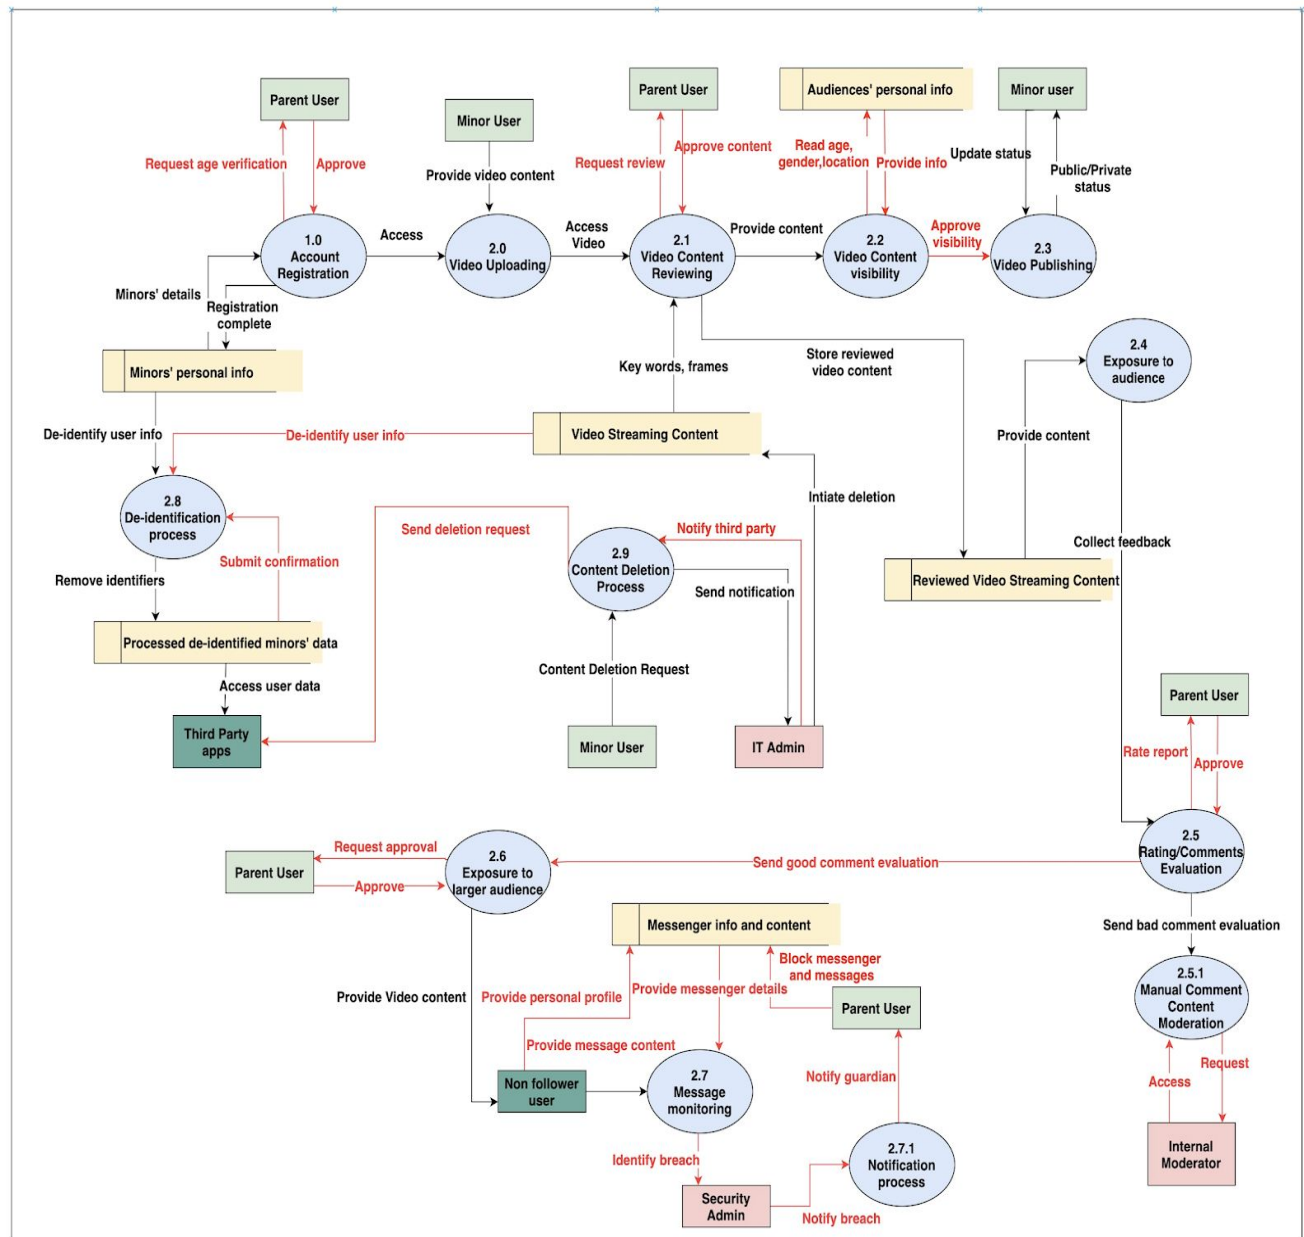 Parent User
Minor User
Parent User
Audiences' personal info
Minor user
Request age verification
Approve
Provide video content
Request review
Approve content
Read age,
gender,location
Provide info
Update status
Public/Private
status
1.0
Account
Registration
Access
2.0
Video Uploading
Access
Video
2.1
Video Content
Reviewing
Provide content
2.2
Video Content
visibility
Approve
visibility
2.3
Video Publishing
Minors' details
Registration
complete
Minors' personal info
Key words, frames
Store reviewed
video content
2.4
Exposure to
audience
De-identify user info
De-identify user info
Video Streaming Content
Provide content
2.8
De-identification
process
Submit confirmation
Remove identifiers
Send deletion request
Notify third party
Intiate deletion
2.9
Content Deletion
Process
Send notification
Collect feedback
Reviewed Video Streaming Content
Processed de-identified minors' data
Access user data
Content Deletion Request
Third Party
apps
Minor User
IT Admin
Parent User
Rate report
Approve
2.5
Rating/Comments
Evaluation
Parent User
Request approval
Approve
2.6
Exposure to
larger audience
Send good comment evaluation
Send bad comment evaluation
Messenger info and content
Block messenger
and messages
Provide Video content
Provide personal profile
Provide messenger details
Parent User
2.5.1
Manual Comment
Content
Moderation
Provide message content
Non follower
user
2.7
Message
monitoring
Notify guardian
Access
Request
Identify breach
2.7.1
Notification
process
Internal
Moderator
Security
Admin
Notify breach